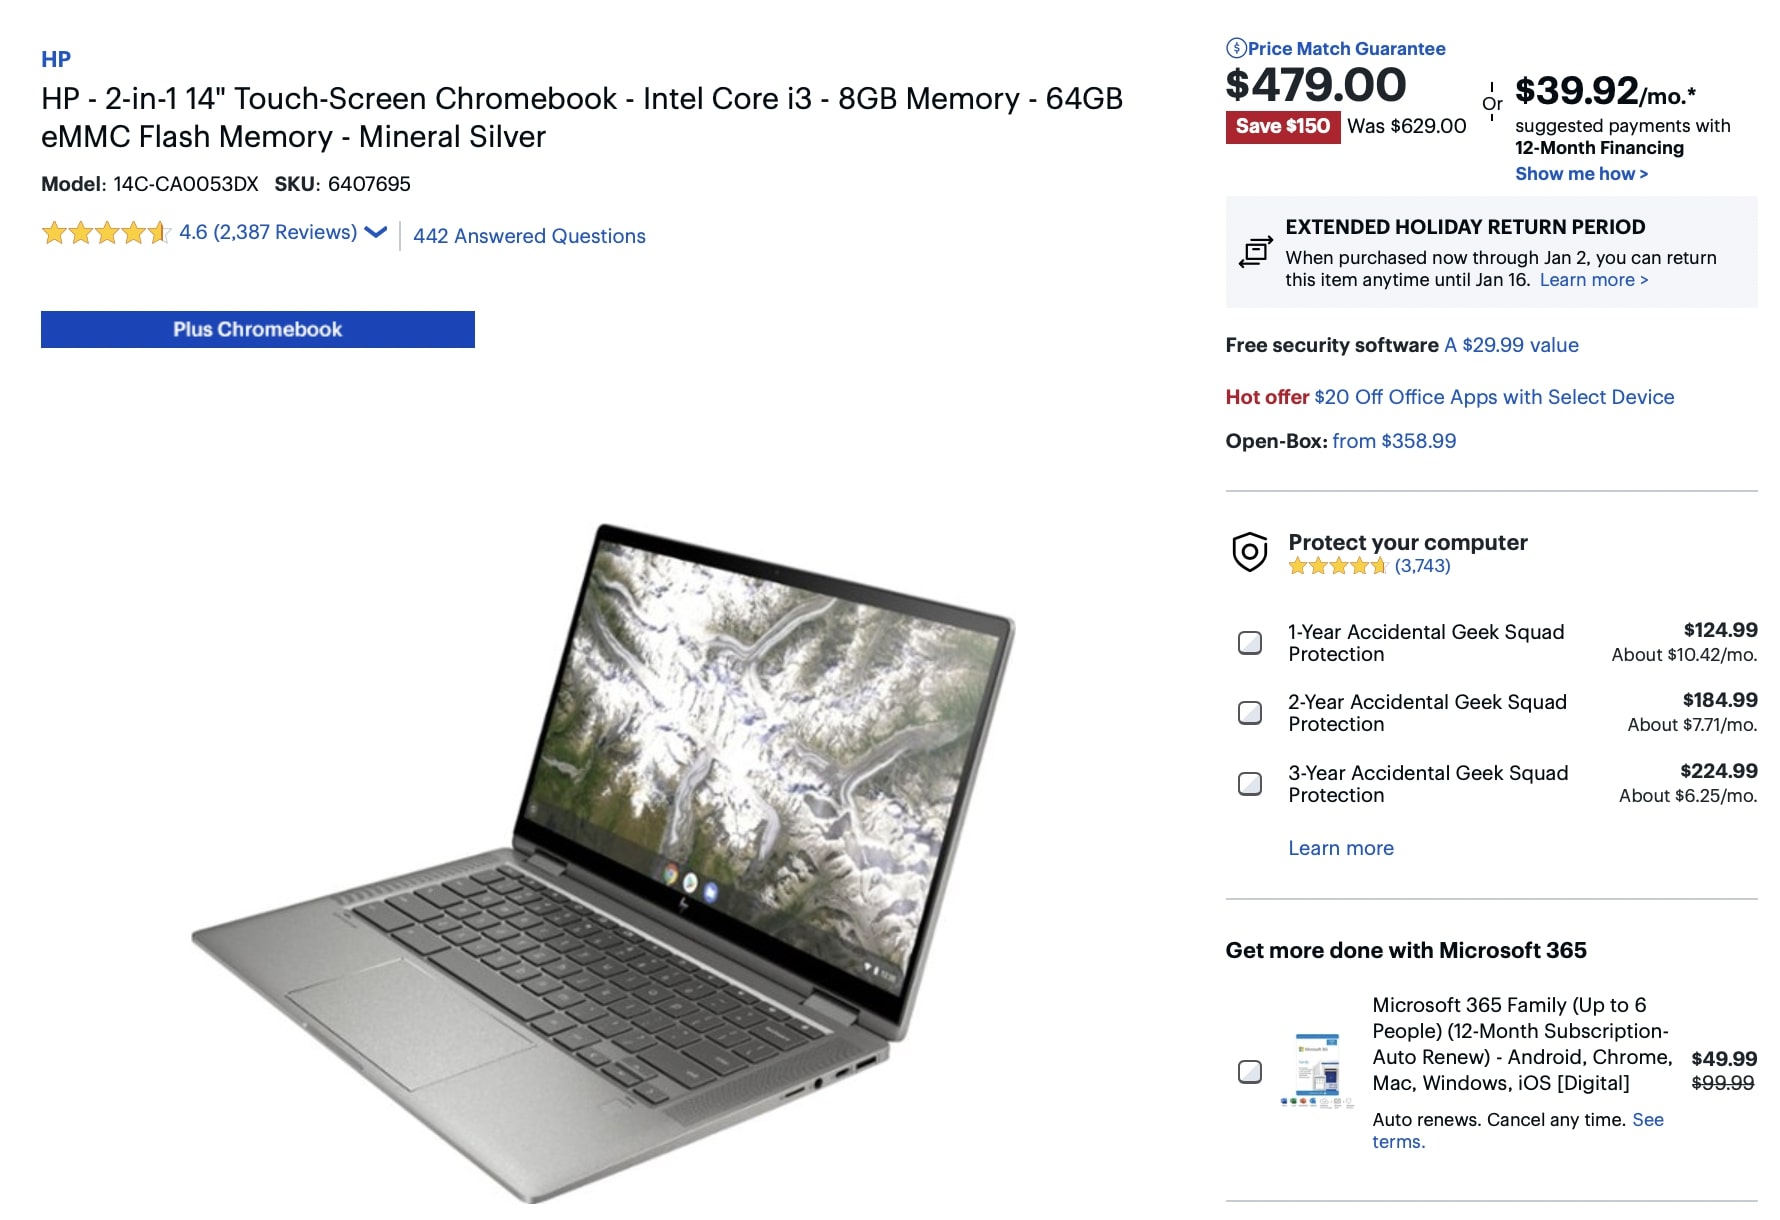 HP
HP - 2-in-1 14" Touch-Screen Chromebook - Intel Core i3 - 8GB Memory - 64GB
eMMC Flash Memory - Mineral Silver
Model: 14C-CA0053DX SKU: 6407695
4.6 (2,387 Reviews)
442 Answered Questions
Plus Chromebook
Price Match Guarantee
$479.00
Save $150 Was $629.00
Or
$39.92/mo.*
suggested payments with
12-Month Financing
Show me how >
EXTENDED HOLIDAY RETURN PERIOD
When purchased now through Jan 2, you can return
this item anytime until Jan 16. Learn more >
Free security software A $29.99 value
Hot offer $20 Off Office Apps with Select Device
Open-Box: from $358.99
Protect your computer
(3,743)
1-Year Accidental Geek Squad
Protection
$124.99
About $10.42/mo.
2-Year Accidental Geek Squad
Protection
$184.99
About $7.71/mo.
3-Year Accidental Geek Squad
Protection
$224.99
About $6.25/mo.
Learn more
Get more done with Microsoft 365
Microsoft 365 Family (Up to 6
People) (12-Month Subscription-
Auto Renew) - Android, Chrome,
Mac, Windows, iOS [Digital]
$49.99
$99.99
Auto renews. Cancel any time. See
terms.